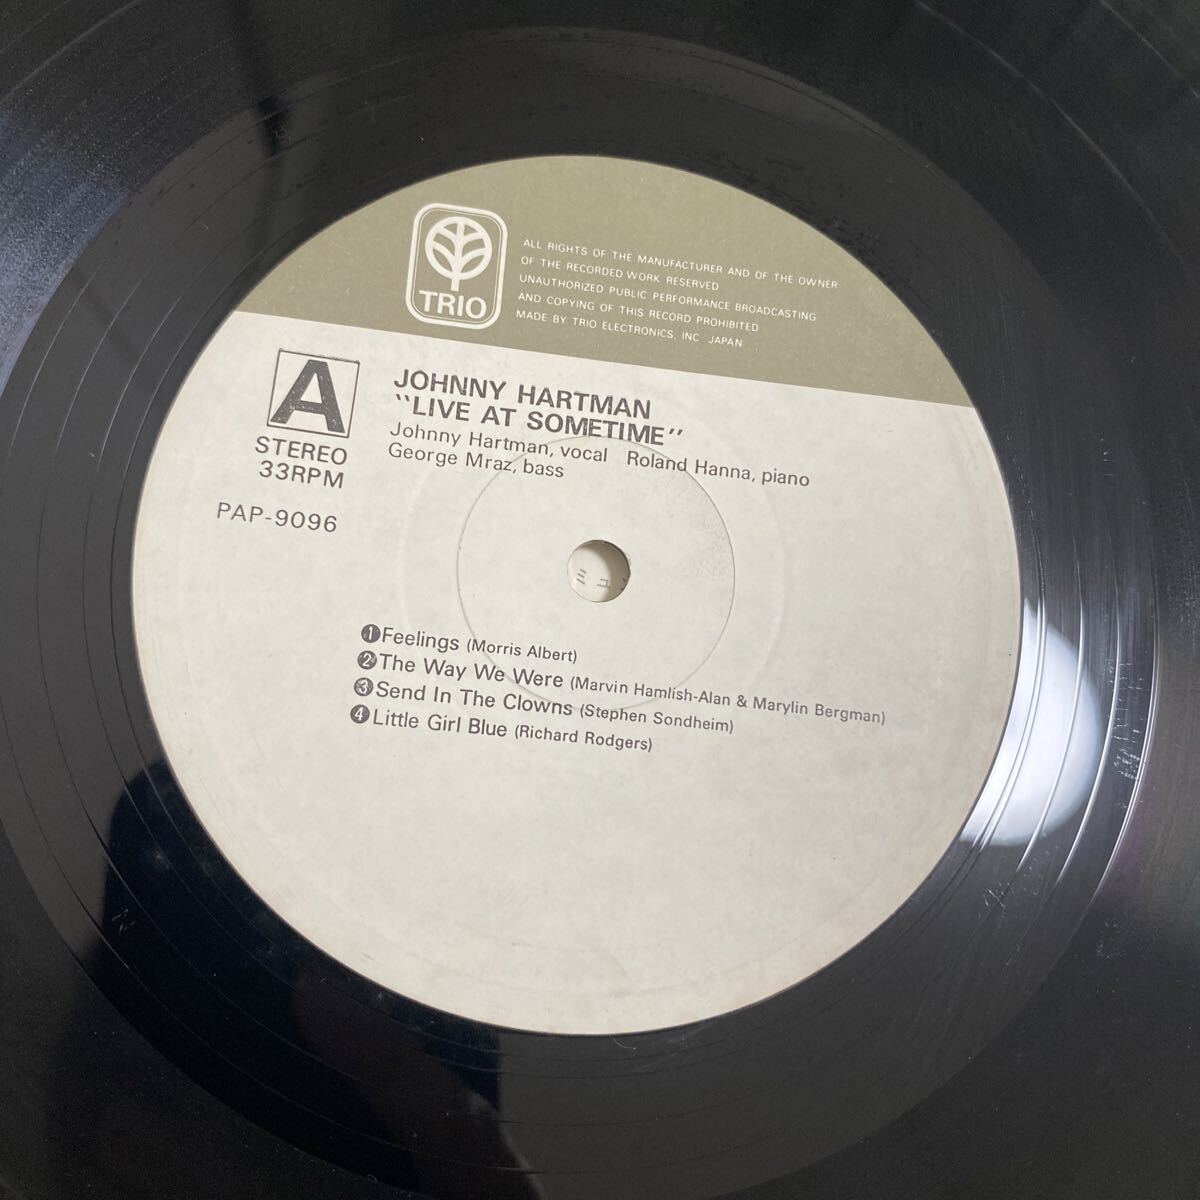 TRIO
ALL RIGHTS OF THE MANUFACTURER AND OF THE OWNER
OF THE RECORDED WORK RESERVED
UNAUTHORIZED PUBLIC PERFORMANCE BROADCASTING
AND COPYING OF THIS RECORD PROHIBITED
MADE BY TRIO ELECTRONICS, INC JAPAN
A
STEREO
33RPM
PAP-9096
JOHNNY HARTMAN
"LIVE AT SOMETIME"
Johnny Hartman, vocal Roland Hanna, piano
George Mraz, bass
ミュ
❶Feelings (Morris Albert)
❷The Way We Were (Marvin Hamlish-Alan & Marylin Bergman)
❸Send In The Clowns (Stephen Sondheim)
❹Little Girl Blue (Richard Rodgers)